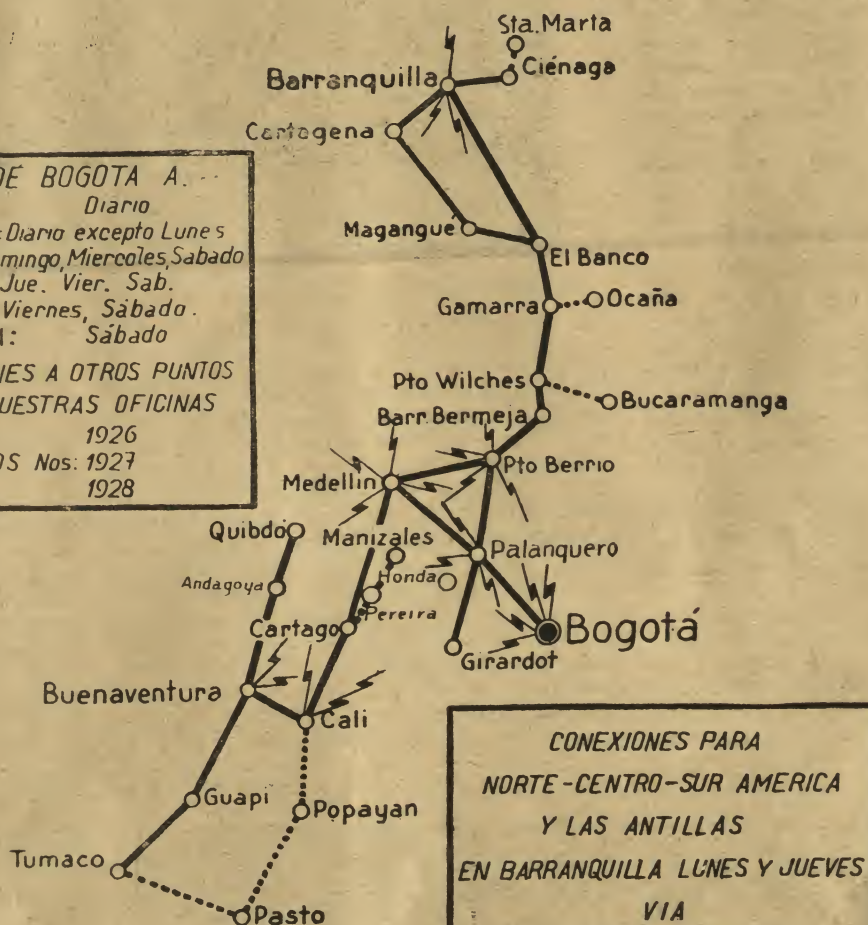 Sta. Marta
Barranquilla
Ciénaga
Cartagena
DE BOGOTA A...
Diario
: Diario excepto Lunes
mingo, Miercoles, Sabado
Jue. Vier. Sab.
Viernes, Sábado.
: Sábado
Magangué
El Banco
Gamarra
Ocaña
ES A OTROS PUNTOS
UESTRAS OFICINAS
1926
OS Nos: 1927
1928
Pto Wilches
Bucaramanga
Barr. Bermeja
Medellin
Pto Berrio
Quibdó
Manizales
Palanquero
Andagoya
Honda
Pereira
Cartago
Bogotá
Girardot
Buenaventura
Cali
Guapi
Popayan
Tumaco
Pasto
CONEXIONES PARA
NORTE-CENTRO-SUR AMERICA
Y LAS ANTILLAS
EN BARRANQUILLA LUNES Y JUEVES
VIA